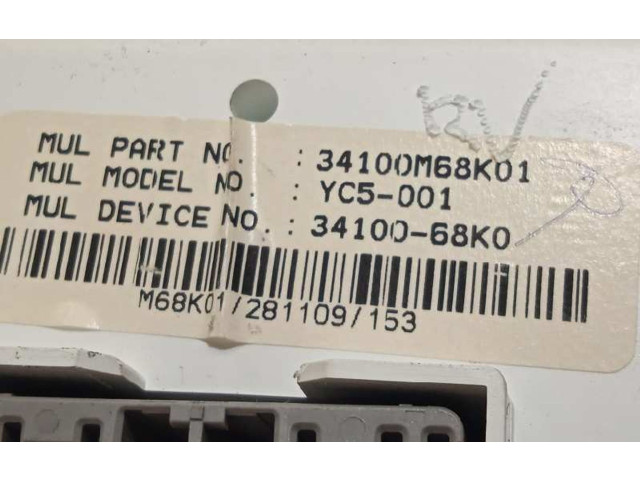 MUL PART NO. : 34100M68K01
MUL MODEL NO. : YC5-001
MUL DEVICE NO. : 34100-68K0
M68K01/281109/153